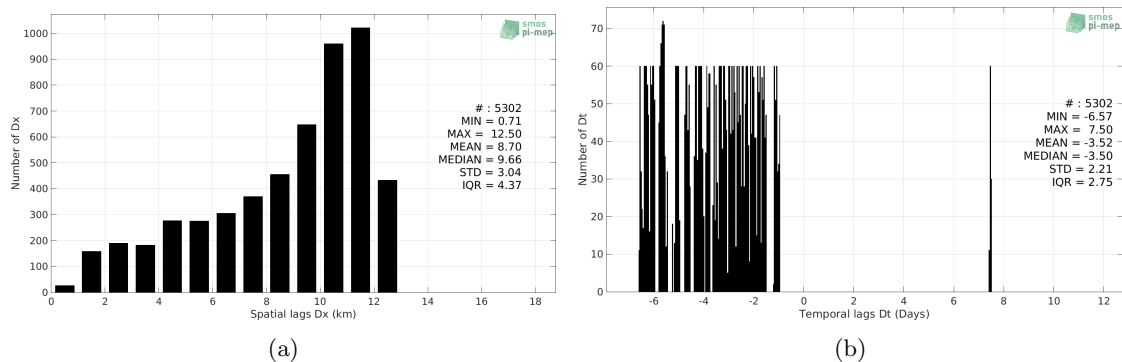 smos
pi-mep
1000
900
800
700
600
500
400
300
200
100
0
Number of Dx
# : 5302
MIN = 0.71
MAX = 12.50
MEAN = 8.70
MEDIAN = 9.66
STD = 3.04
IQR = 4.37
0 2 4 6 8 10 12 14 16 18
Spatial lags Dx (km)
(a)
smos
pi-mep
70
60
50
40
30
20
10
0
Number of Dt
# : 5302
MIN = -6.57
MAX = 7.50
MEAN = -3.52
MEDIAN = -3.50
STD = 2.21
IQR = 2.75
-6 -4 -2 0 2 4 6 8 10 12
Temporal lags Dt (Days)
(b)